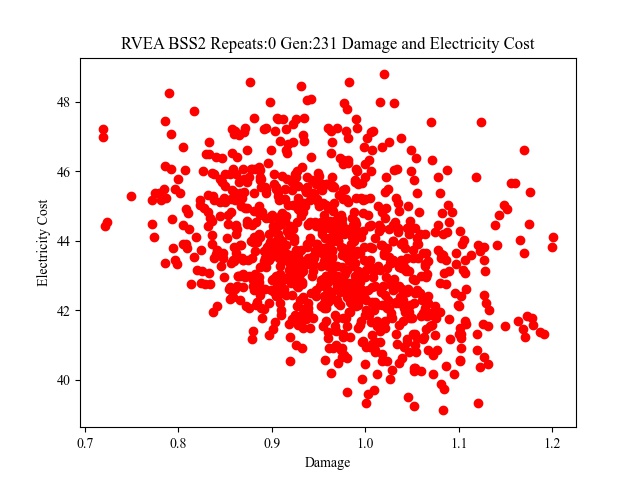 RVEA BSS2 Repeats:0 Gen:231 Damage and Electricity Cost
48
46
44
42
40
Electricity Cost
0.7 0.8 0.9 1.0 1.1 1.2
Damage